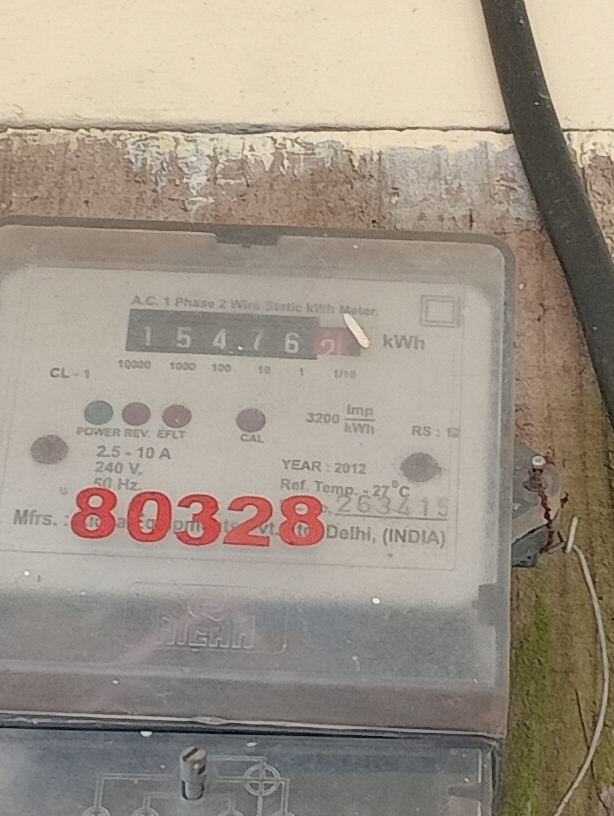 A.C. 1 Phase 2 Wire Static kWh Meter.
1 5 4 7 6 2 kWh
10000 1000 100 10 1 1/10
CL - 1
POWER REV. EFLT CAL 3200 Imp/kWh RS : 12
2.5 - 10 A
240 V. YEAR : 2012
50 Hz. Ref. Temp. - 27°C
263415
80328
Mfrs. : Delhi, (INDIA)